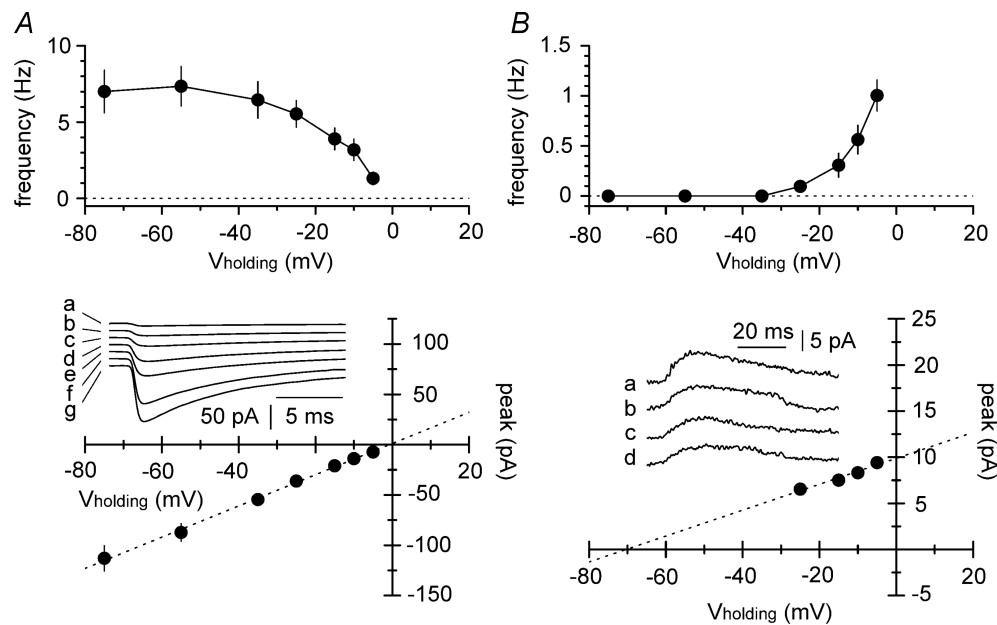 A
frequency (Hz)
10
5
0
-80 -60 -40 -20 0 20
Vholding (mV)
B
frequency (Hz)
1.5
1
0.5
0
-80 -60 -40 -20 0 20
Vholding (mV)
a
b
c
d
e
f
g
50 pA 5 ms
100
50
-50
-100
-150
peak (pA)
-80 -60 -40 -20 20
Vholding (mV)
20 ms 5 pA
a
b
c
d
25
20
15
10
5
-5
peak (pA)
-80 -60 -40 -20 20
Vholding (mV)